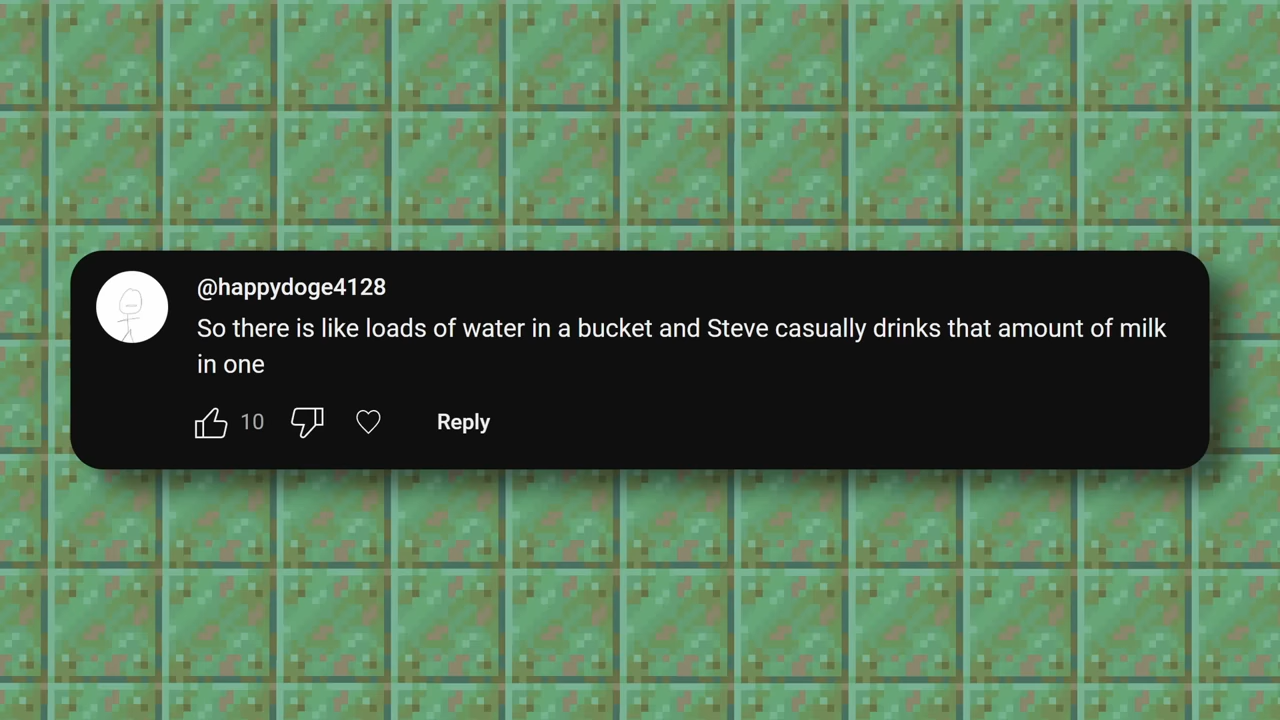 @happydoge4128
So there is like loads of water in a bucket and Steve casually drinks that amount of milk
in one
10
Reply